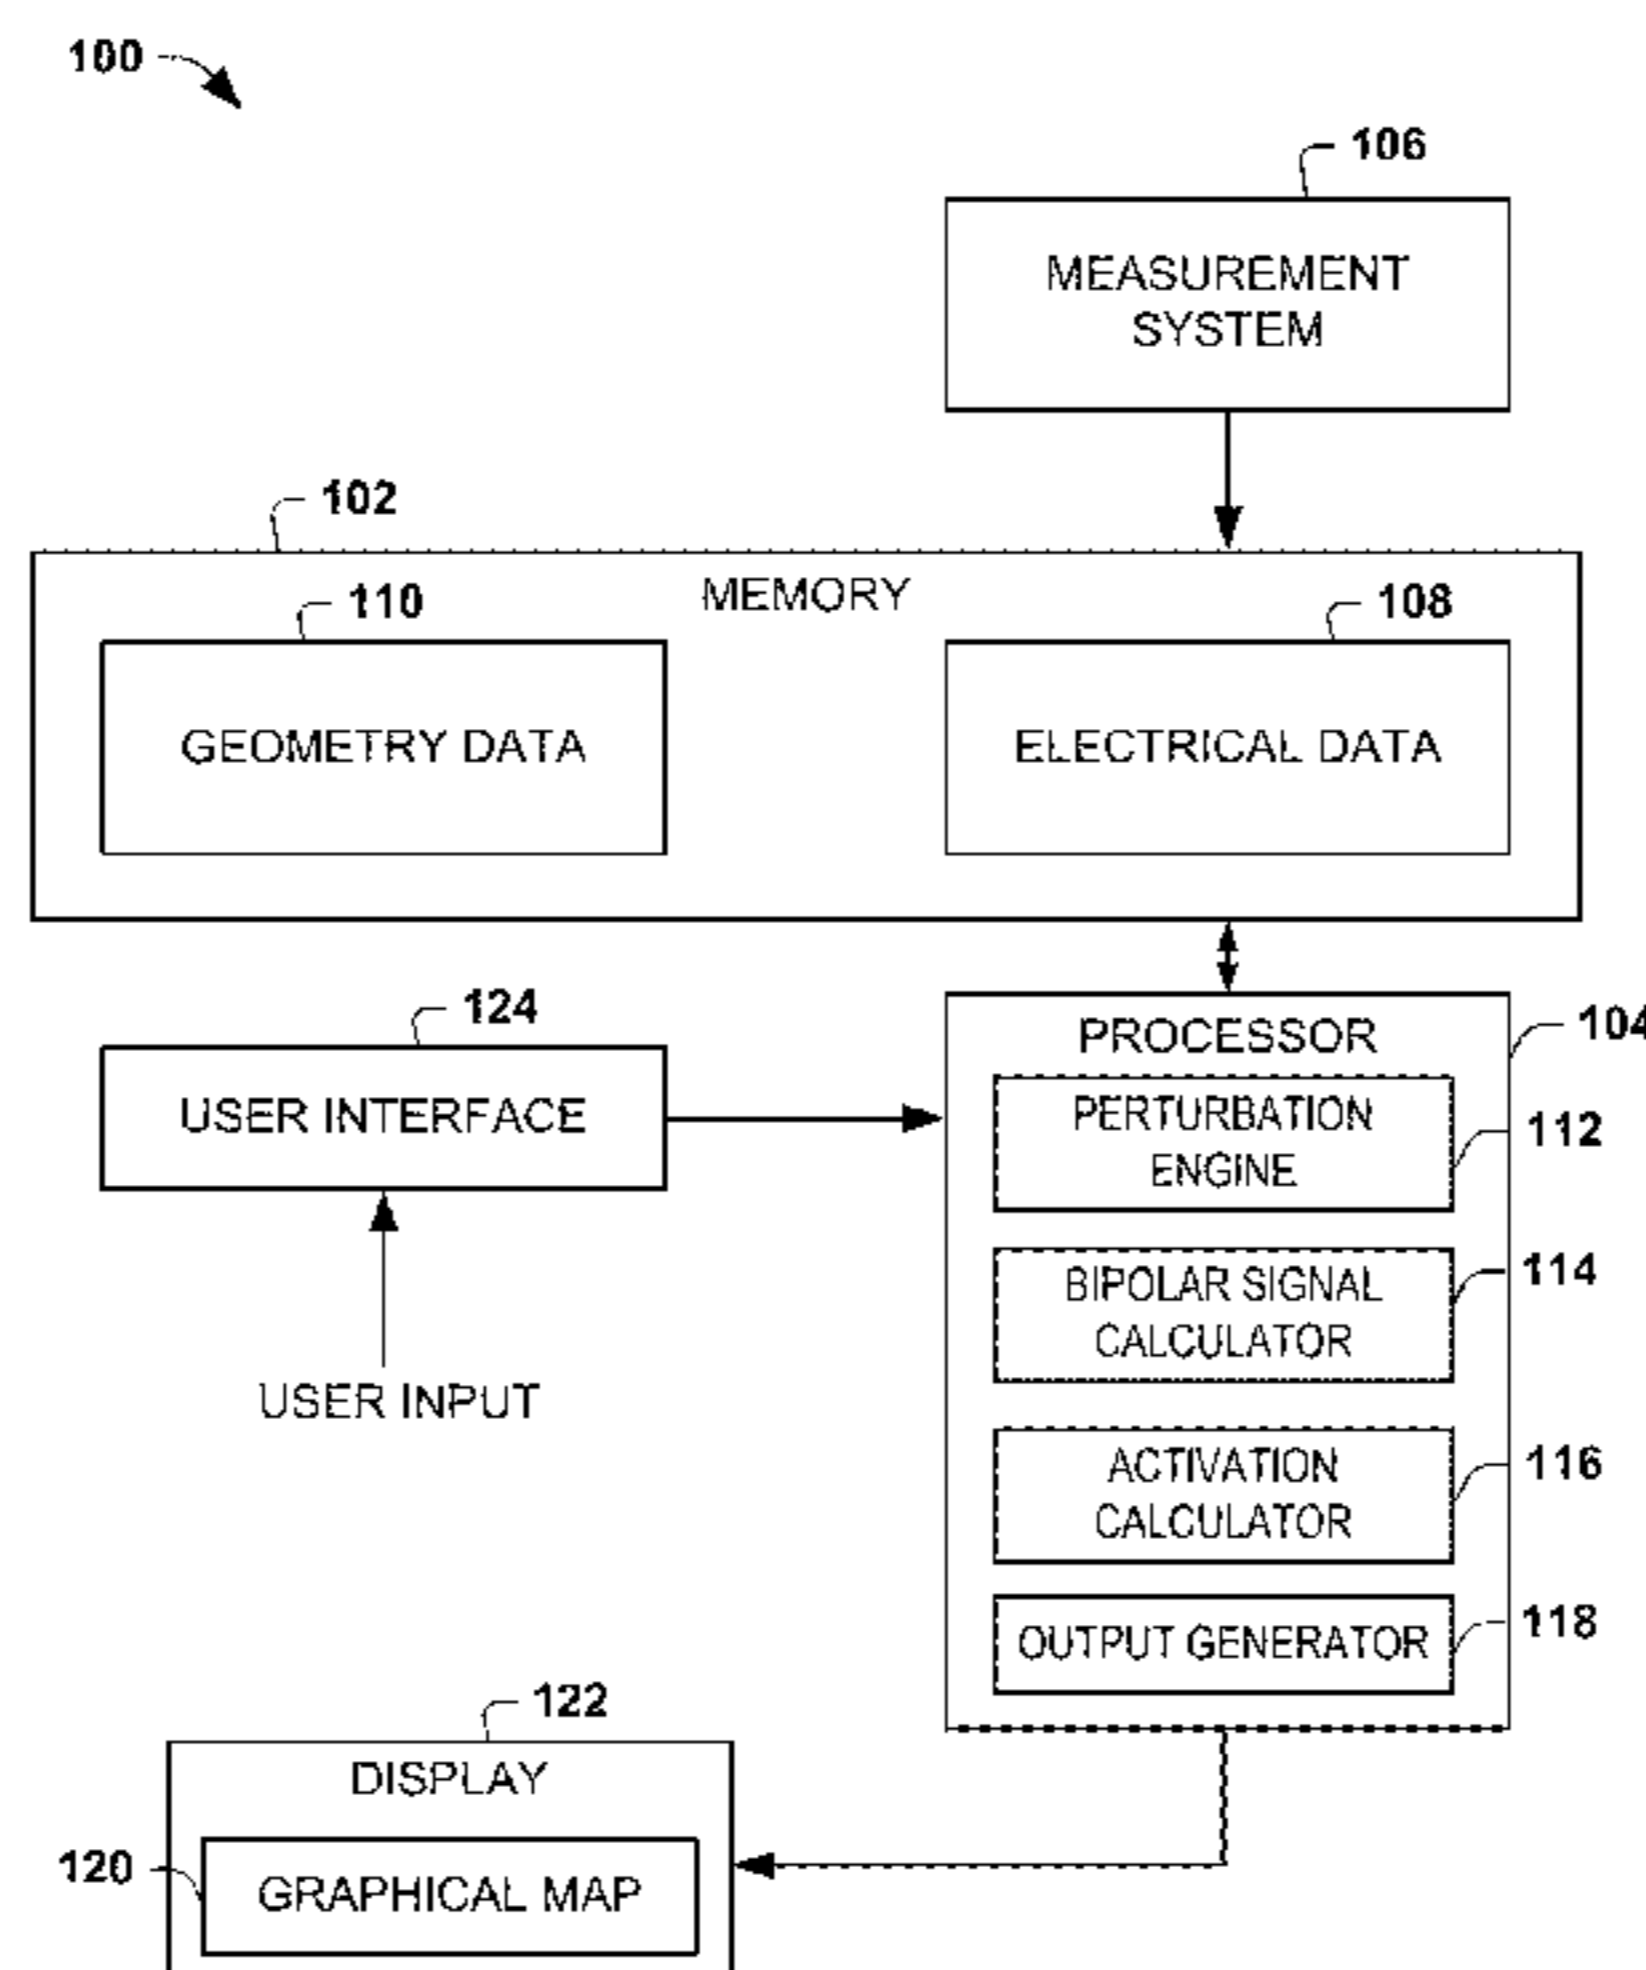 100
106
MEASUREMENT
SYSTEM
102
MEMORY
110
108
GEOMETRY DATA
ELECTRICAL DATA
124
USER INTERFACE
USER INPUT
PROCESSOR
104
PERTURBATION
ENGINE
112
BIPOLAR SIGNAL
CALCULATOR
114
ACTIVATION
CALCULATOR
116
OUTPUT GENERATOR
118
122
DISPLAY
120
GRAPHICAL MAP